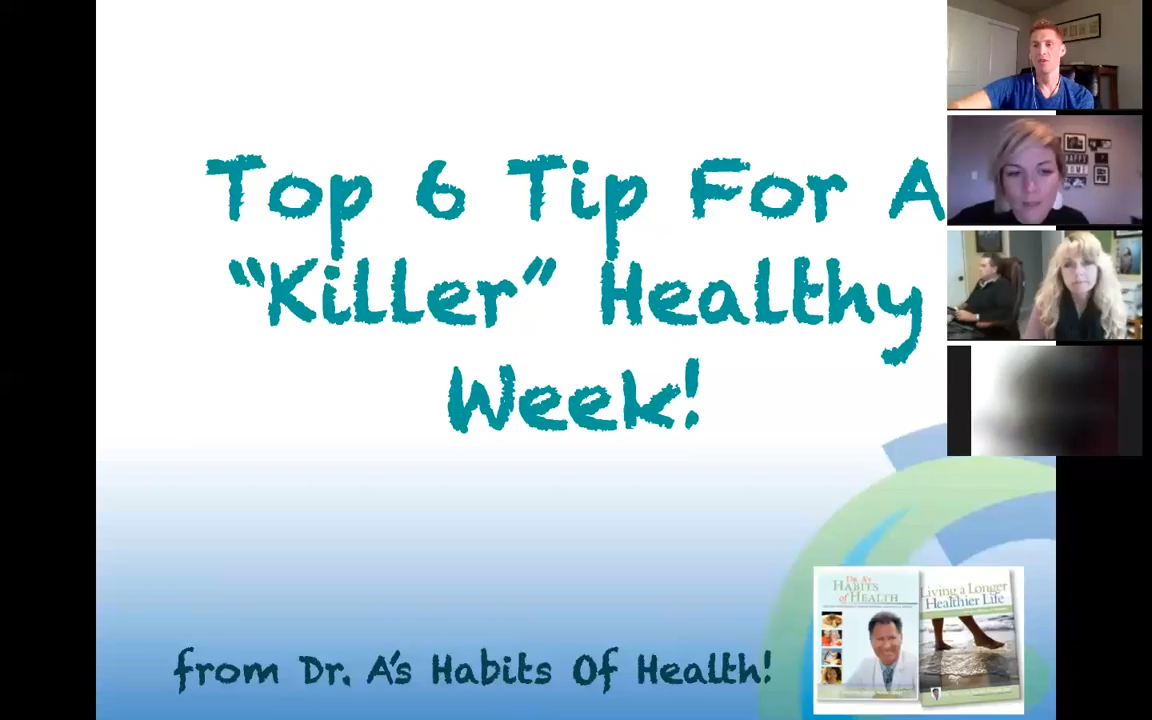 Top 6 Tip For A
“Killer” Healthy
Week!
from Dr. A's Habits Of Health!
Dr. A's
HABITS
of HEALTH
Living a Longer
Healthier Life
HAPPY